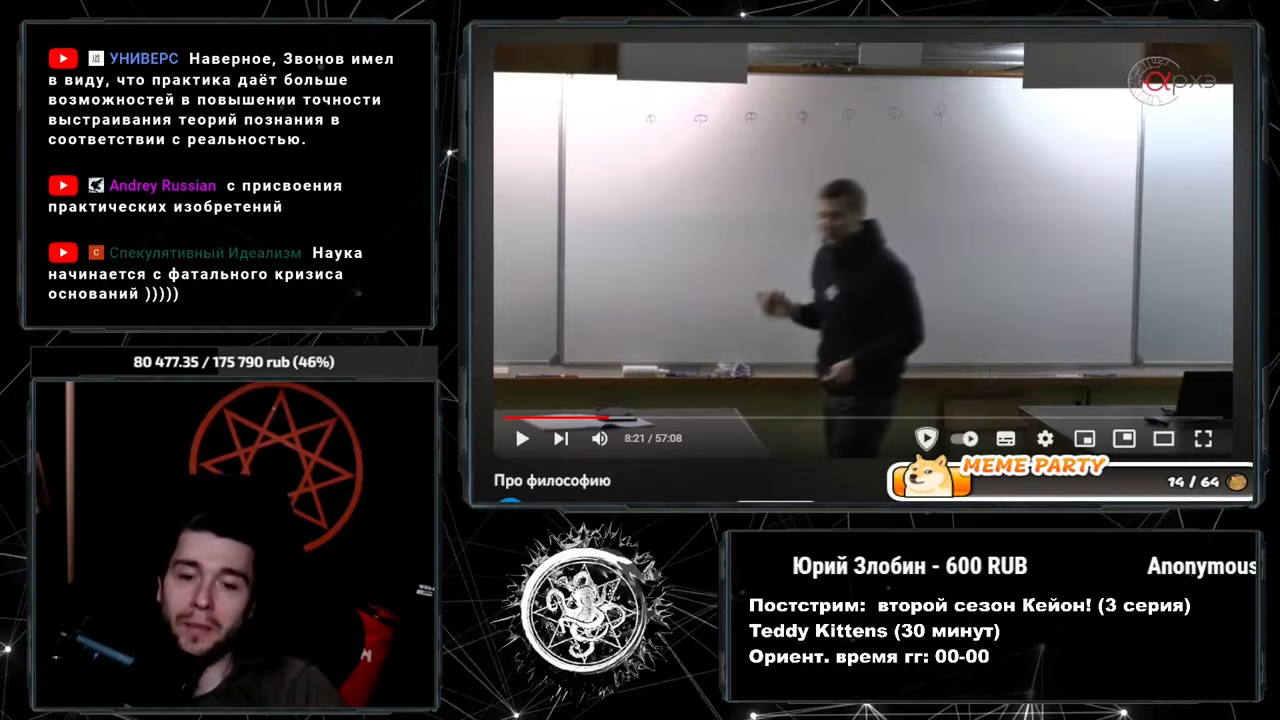 УНИВЕРС Наверное, Звонов имел
в виду, что практика даёт больше
возможностей в повышении точности
выстраивания теорий познания в
соответствии с реальностью.
Andrey Russian с присвоения
практических изобретений
С Спекулятивный Идеализм Наука
начинается с фатального кризиса
оснований )))))
80 477.35 / 175 790 rub (46%)
αрхэ
8:21 / 57:08
Про философию
MEME PARTY
14 / 64
Юрий Злобин - 600 RUB Anonymous
Постстрим: второй сезон Кейон! (3 серия)
Teddy Kittens (30 минут)
Ориент. время гг: 00-00